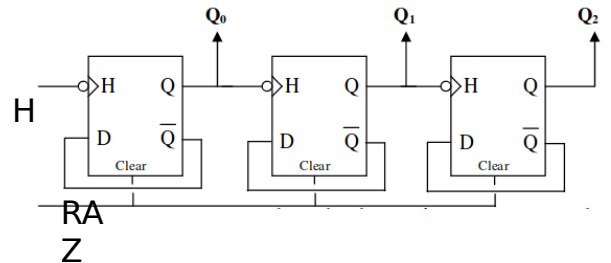 Q₀ Q₁ Q₂
H Q H Q H Q
H
D Q̅ D Q̅ D Q̅
Clear Clear Clear
RA
Z